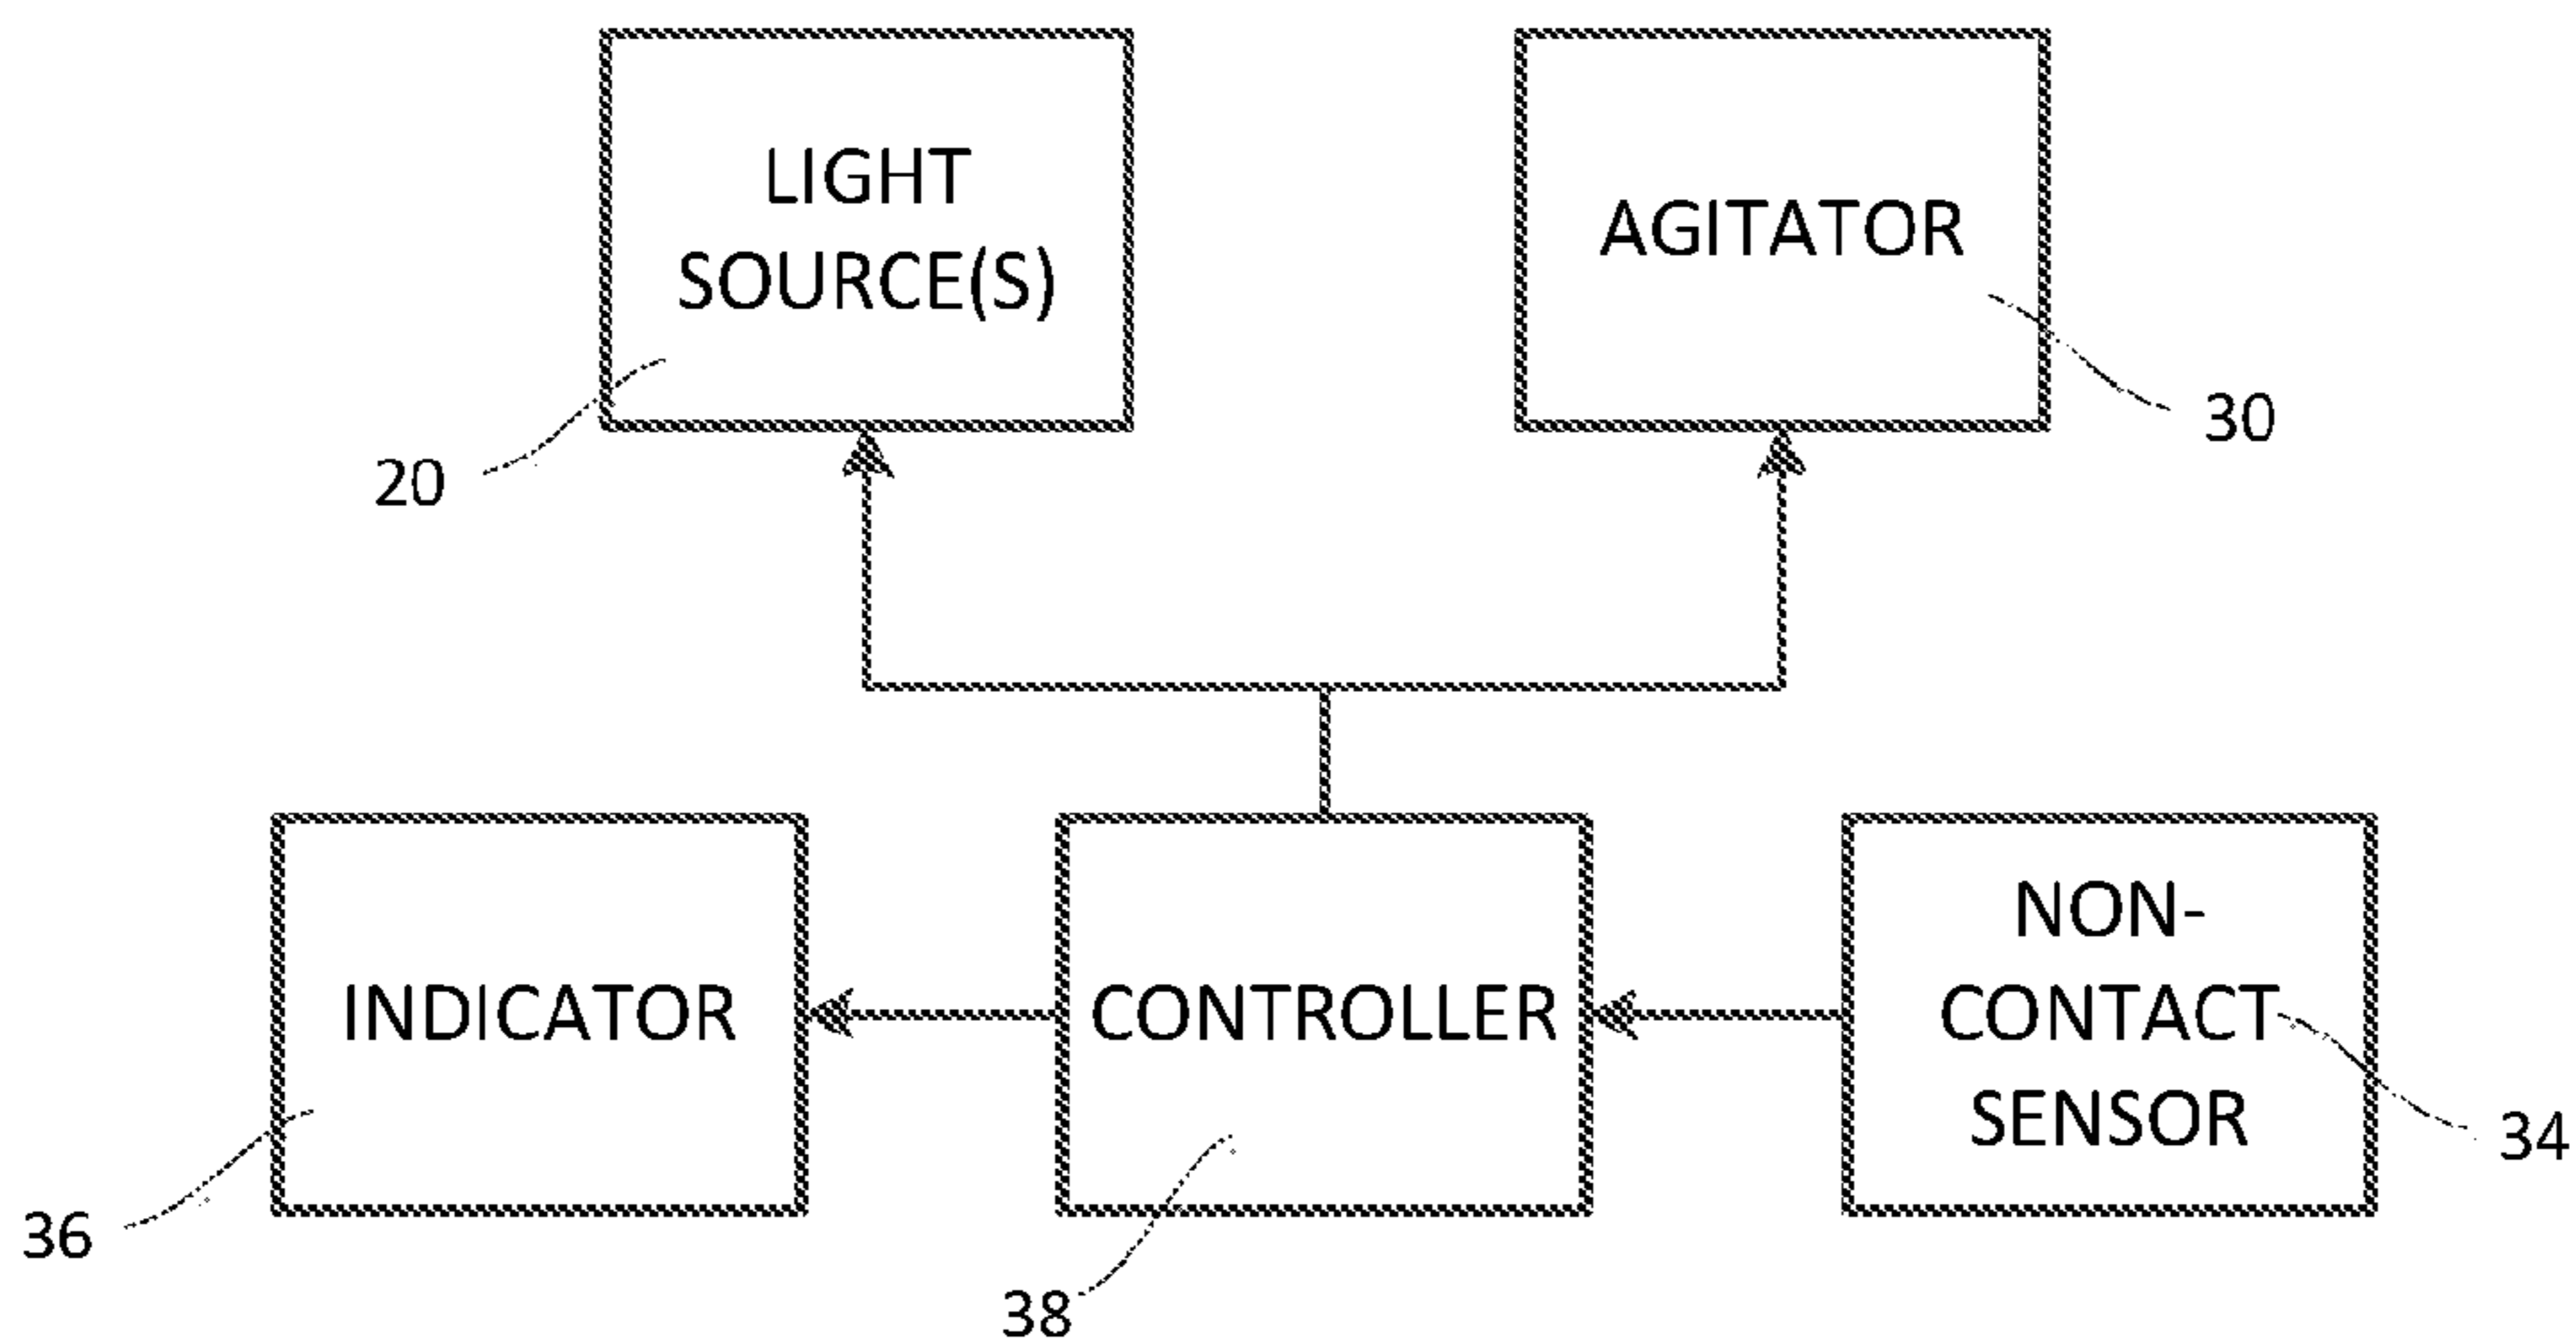 LIGHT
SOURCE(S)
AGITATOR
20
30
INDICATOR
CONTROLLER
NON-
CONTACT
SENSOR
36
38
34